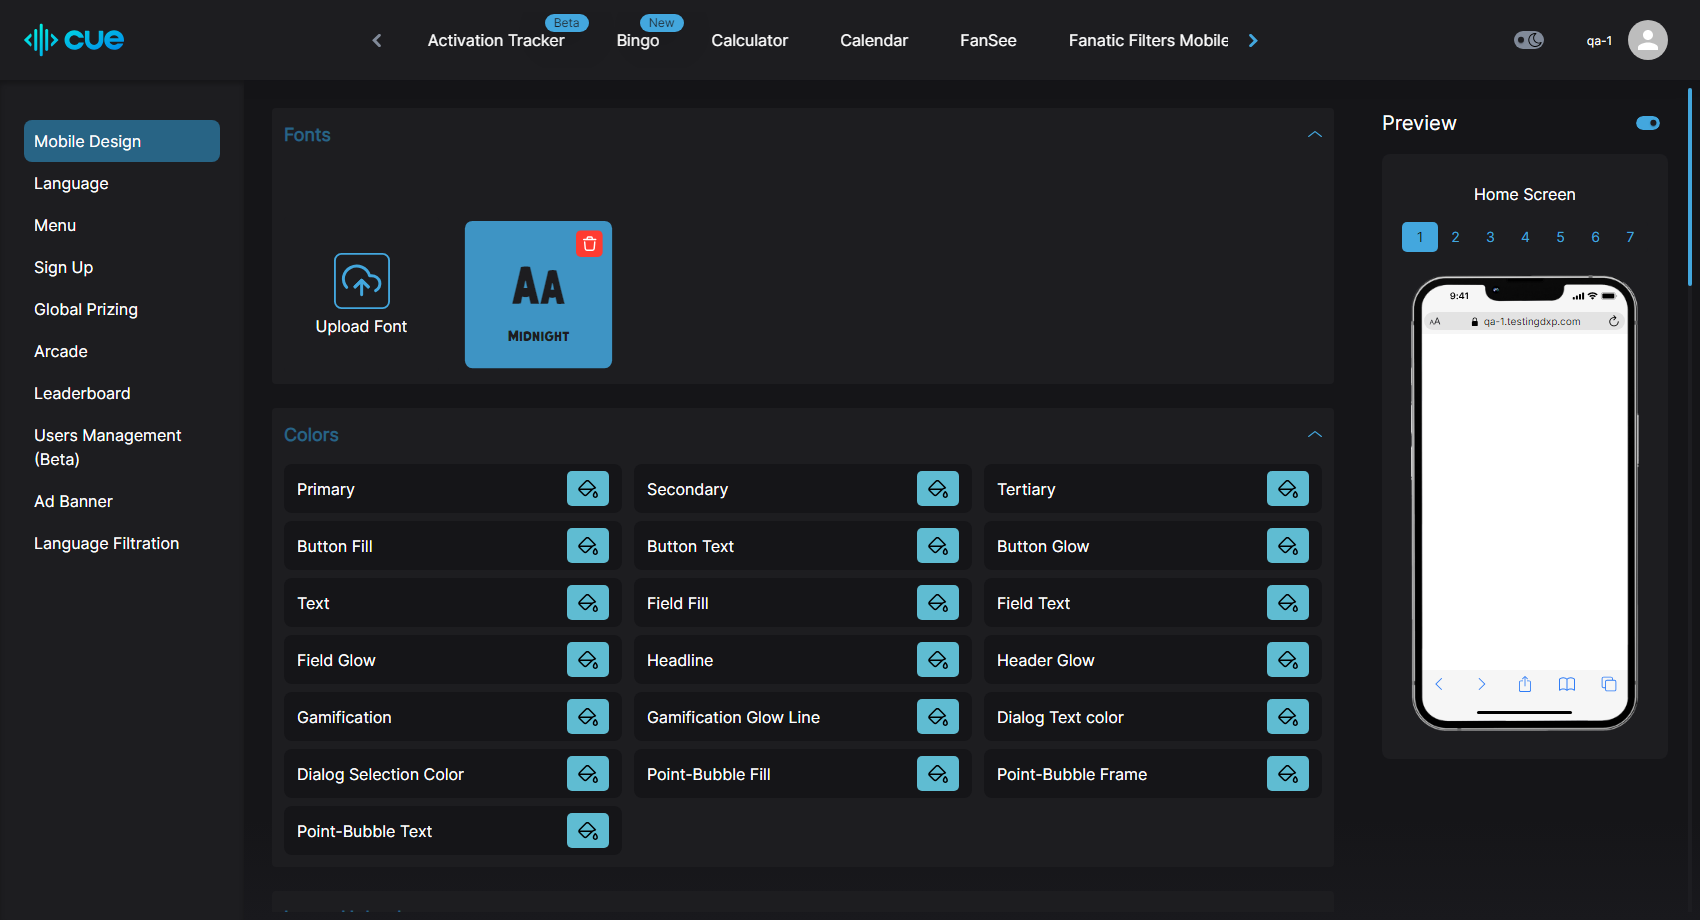 cue
Activation Tracker
Beta
Bingo
New
Calculator
Calendar
FanSee
Fanatic Filters Mobile
qa-1
Mobile Design
Language
Menu
Sign Up
Global Prizing
Arcade
Leaderboard
Users Management
(Beta)
Ad Banner
Language Filtration
Fonts
Upload Font
AA
MIDNIGHT
Colors
Primary
Secondary
Tertiary
Button Fill
Button Text
Button Glow
Text
Field Fill
Field Text
Field Glow
Headline
Header Glow
Gamification
Gamification Glow Line
Dialog Text color
Dialog Selection Color
Point-Bubble Fill
Point-Bubble Frame
Point-Bubble Text
Preview
Home Screen
1 2 3 4 5 6 7
9:41
AA qa-1.testingdxp.com